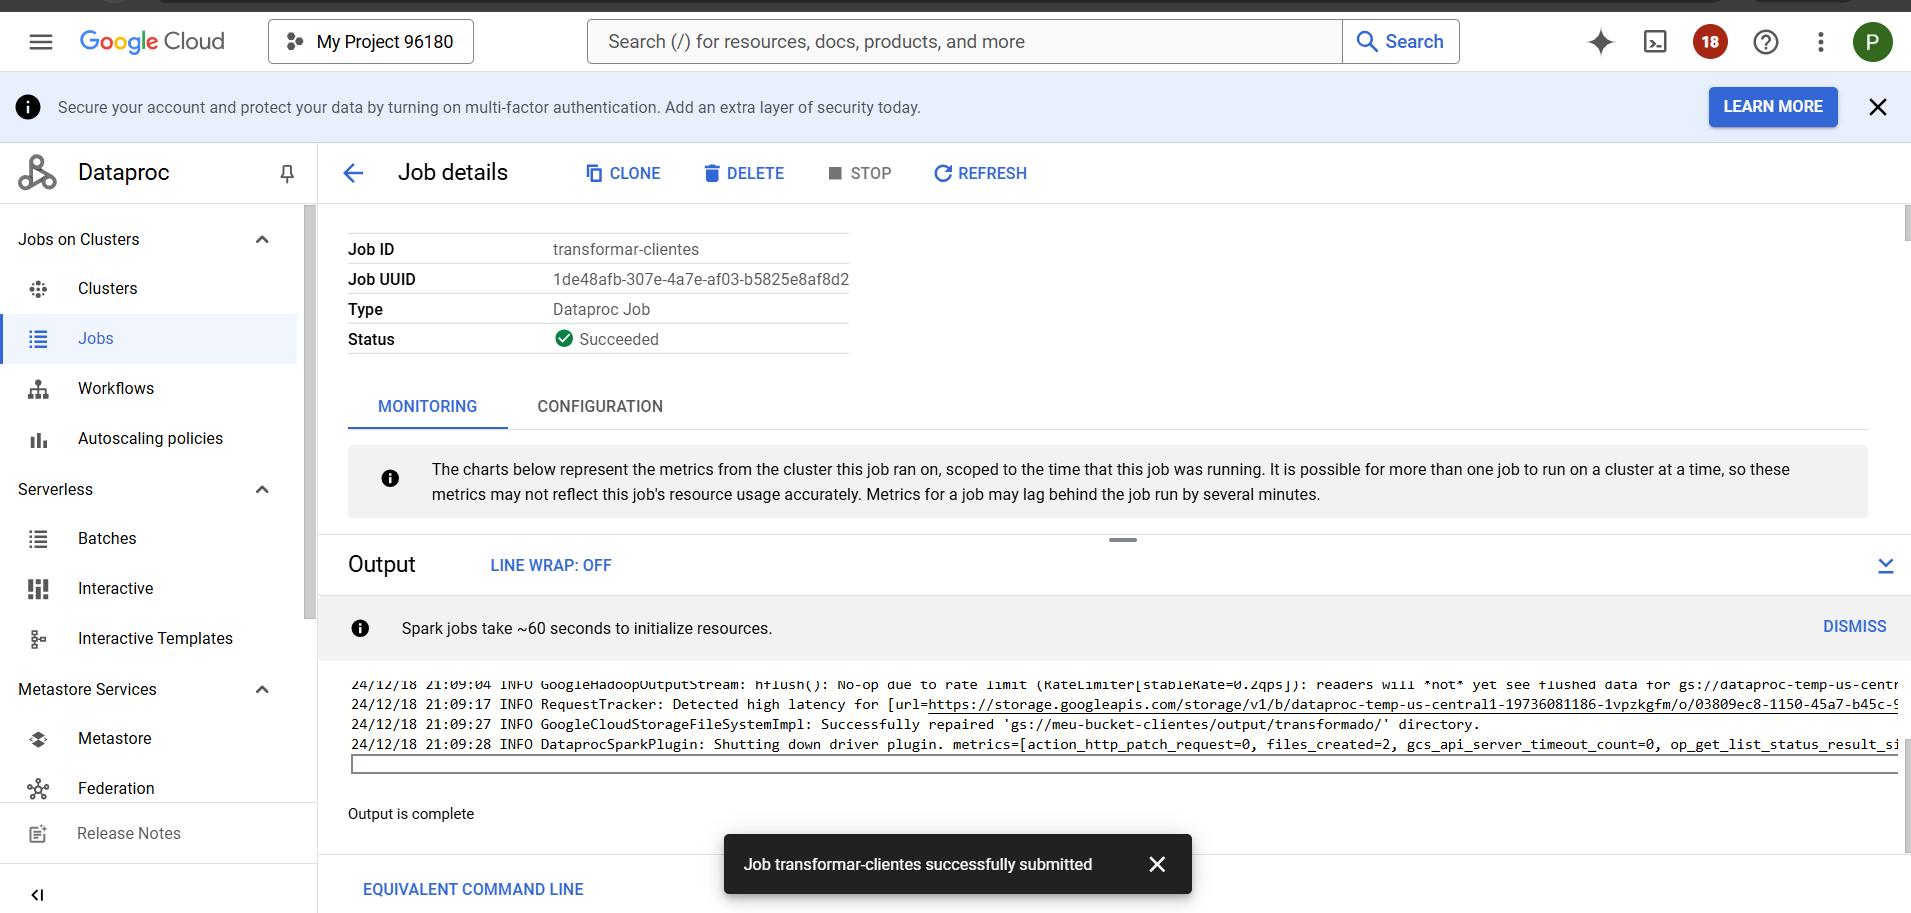 Google Cloud
My Project 96180
Search (/) for resources, docs, products, and more
Search
18
P
Secure your account and protect your data by turning on multi-factor authentication. Add an extra layer of security today.
LEARN MORE
Dataproc
Job details
CLONE
DELETE
STOP
REFRESH
Jobs on Clusters
Clusters
Jobs
Workflows
Autoscaling policies
Serverless
Batches
Interactive
Interactive Templates
Metastore Services
Metastore
Federation
Release Notes
Job ID transformar-clientes
Job UUID 1de48afb-307e-4a7e-af03-b5825e8af8d2
Type Dataproc Job
Status Succeeded
MONITORING
CONFIGURATION
The charts below represent the metrics from the cluster this job ran on, scoped to the time that this job was running. It is possible for more than one job to run on a cluster at a time, so these
metrics may not reflect this job's resource usage accurately. Metrics for a job may lag behind the job run by several minutes.
Output
LINE WRAP: OFF
Spark jobs take ~60 seconds to initialize resources.
DISMISS
24/12/18 21:09:04 INFO GoogleHadoopOutputStream: hflush(): No-op due to rate limit (RateLimiter[stableRate=0.2qps]): readers will *not* yet see flushed data for gs://dataproc-temp-us-centr
24/12/18 21:09:17 INFO RequestTracker: Detected high latency for [url=https://storage.googleapis.com/storage/v1/b/dataproc-temp-us-central1-19736081186-1vpzkgfm/o/03809ec8-1150-45a7-b45c-9
24/12/18 21:09:27 INFO GoogleCloudStorageFileSystemImpl: Successfully repaired 'gs://meu-bucket-clientes/output/transformado/' directory.
24/12/18 21:09:28 INFO DataprocSparkPlugin: Shutting down driver plugin. metrics=[action_http_patch_request=0, files_created=2, gcs_api_server_timeout_count=0, op_get_list_status_result_si
Output is complete
Job transformar-clientes successfully submitted
EQUIVALENT COMMAND LINE